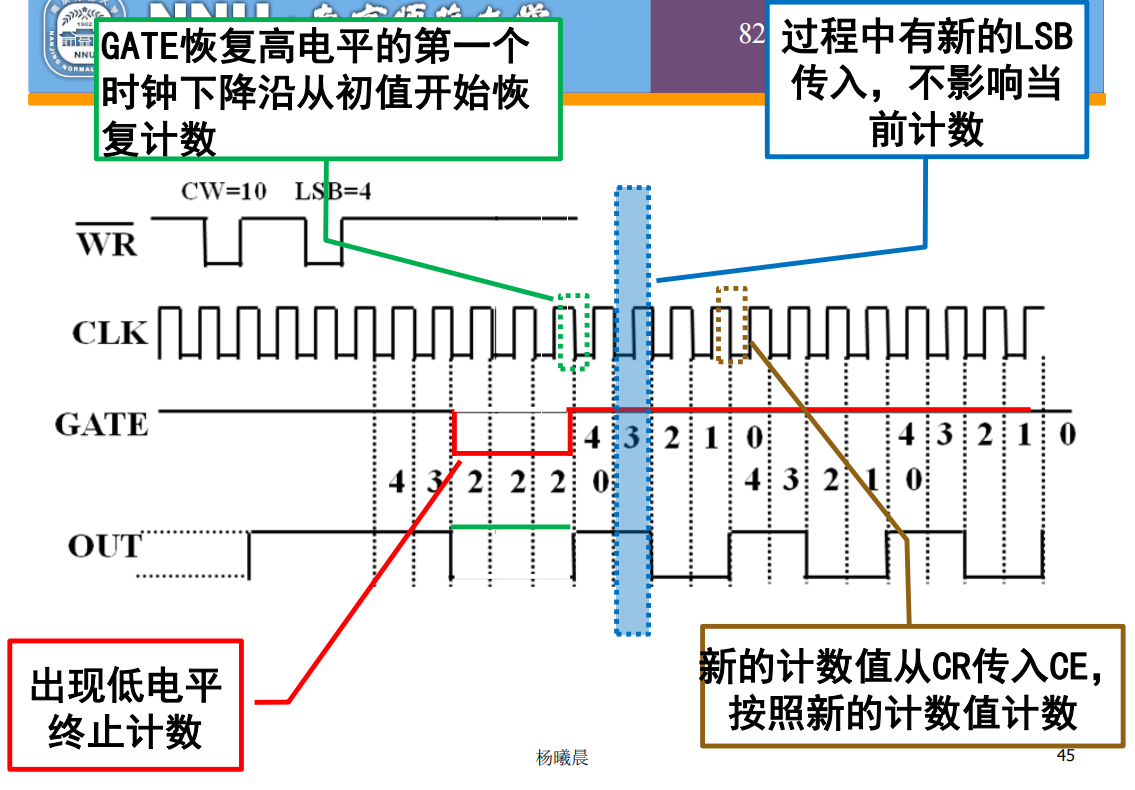 82
GATE恢复高电平的第一个
时钟下降沿从初值开始恢
复计数
过程中有新的LSB
传入，不影响当
前计数
CW=10 LSB=4
WR
CLK
GATE
4 3 2 1 0 4 3 2 1 0
4 3 2 2 2 0 4 3 2 1 0
OUT
出现低电平
终止计数
新的计数值从CR传入CE，
按照新的计数值计数
杨曦晨
45